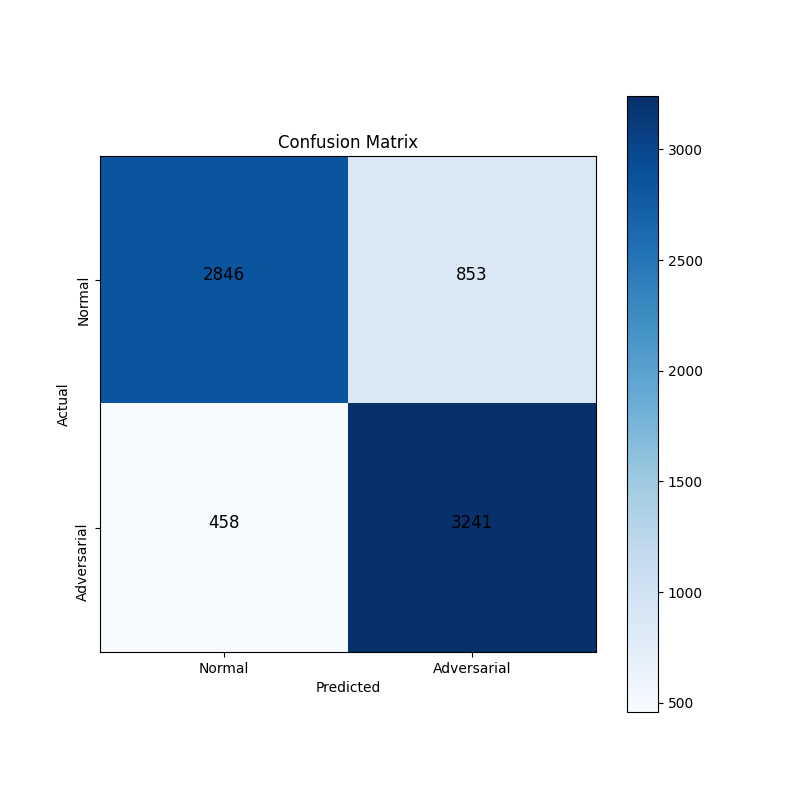 Confusion Matrix
Actual
Normal
2846 853
Adversarial
458 3241
Normal Adversarial
Predicted
3000
2500
2000
1500
1000
500